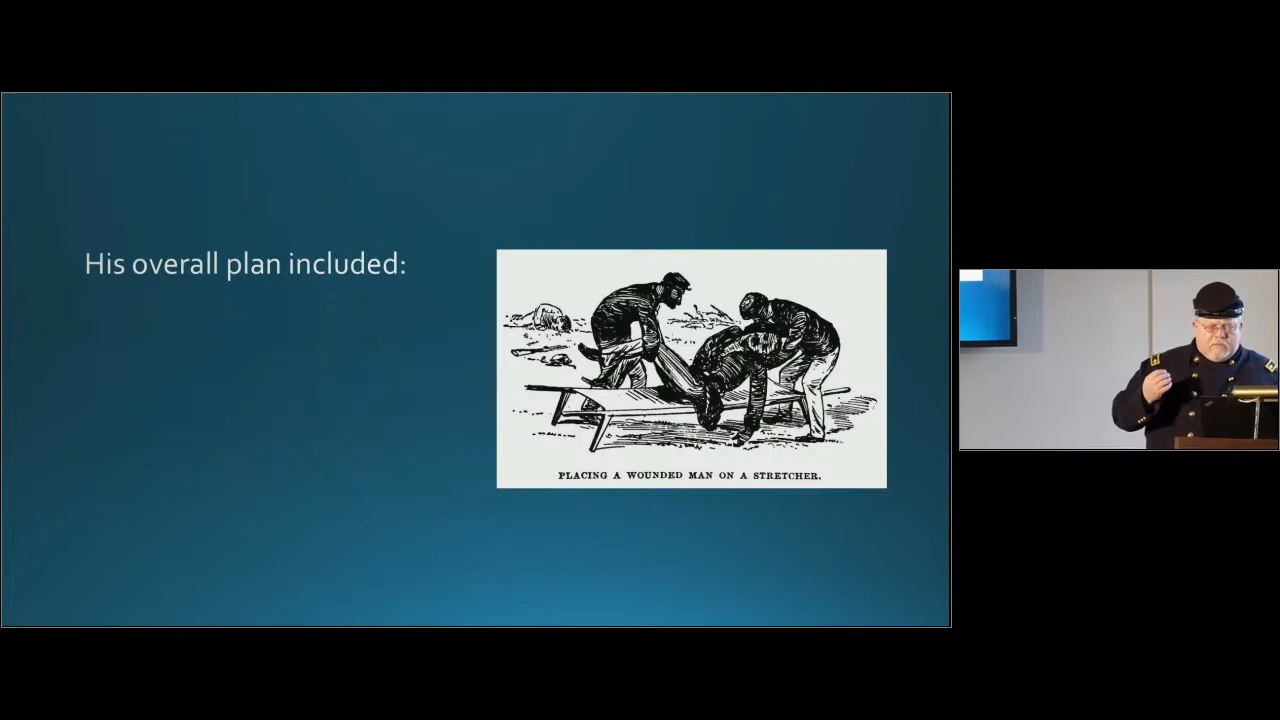 His overall plan included:
PLACING A WOUNDED MAN ON A STRETCHER.